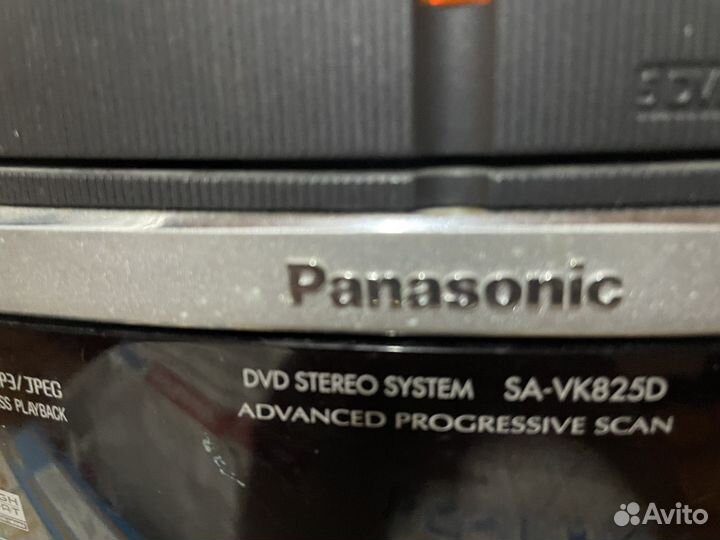 Panasonic
DVD STEREO SYSTEM SA-VK825D
ADVANCED PROGRESSIVE SCAN
P3/JPEG
SS PLAYBACK
Avito